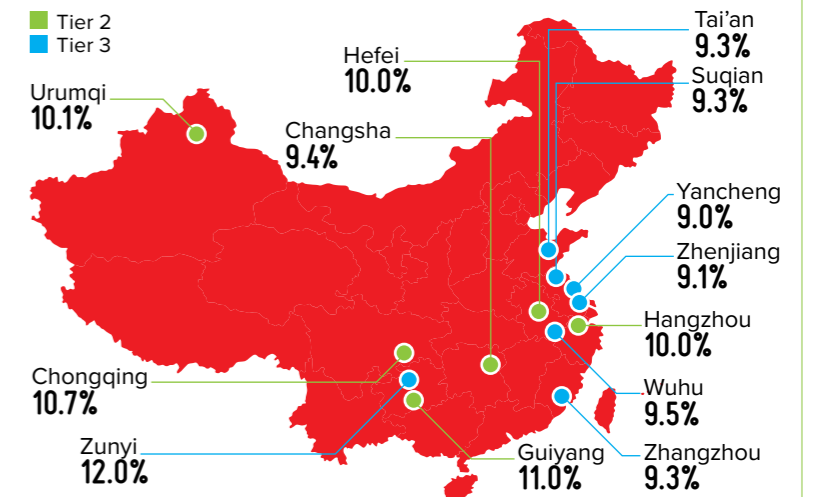 Tier 2
Tier 3
Tai'an
9.3%
Hefei
10.0%
Suqian
9.3%
Urumqi
10.1%
Changsha
9.4%
Yancheng
9.0%
Zhenjiang
9.1%
Hangzhou
10.0%
Chongqing
10.7%
Wuhu
9.5%
Zunyi
12.0%
Guiyang
11.0%
Zhangzhou
9.3%